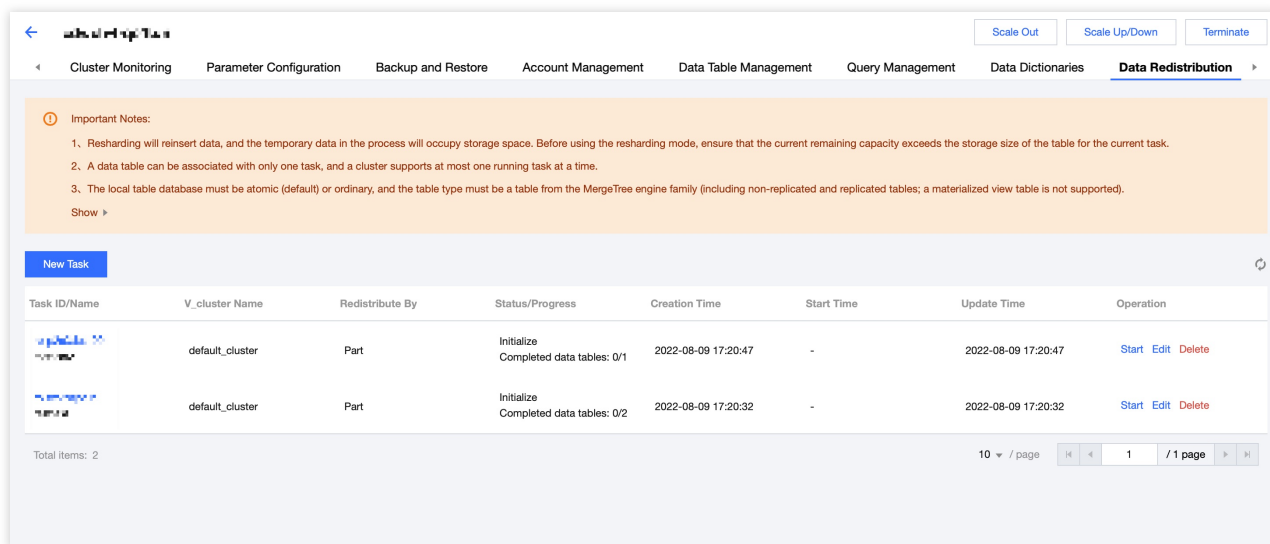 Scale Out Scale Up/Down Terminate
Cluster Monitoring Parameter Configuration Backup and Restore Account Management Data Table Management Query Management Data Dictionaries Data Redistribution
Important Notes:
1、Resharding will reinsert data, and the temporary data in the process will occupy storage space. Before using the resharding mode, ensure that the current remaining capacity exceeds the storage size of the table for the current task.
2、A data table can be associated with only one task, and a cluster supports at most one running task at a time.
3、The local table database must be atomic (default) or ordinary, and the table type must be a table from the MergeTree engine family (including non-replicated and replicated tables; a materialized view table is not supported).
Show
New Task
Task ID/Name V_cluster Name Redistribute By Status/Progress Creation Time Start Time Update Time Operation
default_cluster Part Initialize 2022-08-09 17:20:47 - 2022-08-09 17:20:47 Start Edit Delete
Completed data tables: 0/1
default_cluster Part Initialize 2022-08-09 17:20:32 - 2022-08-09 17:20:32 Start Edit Delete
Completed data tables: 0/2
Total items: 2 10 / page 1 / 1 page